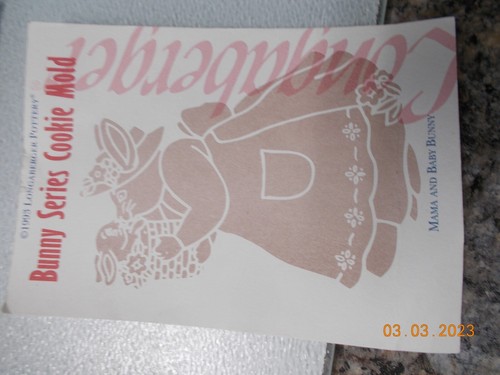 Longaberger
©1993 LONGABERGER POTTERY®
Bunny Series Cookie Mold
MAMA AND BABY BUNNY
03.03.2023